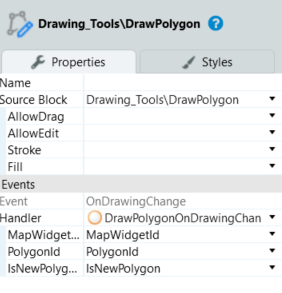 Drawing_Tools\DrawPolygon ?
Properties Styles
Name
Source Block Drawing_Tools\DrawPolygon
AllowDrag
AllowEdit
Stroke
Fill
Events
Event OnDrawingChange
Handler DrawPolygonOnDrawingChan
MapWidget... MapWidgetId
PolygonId PolygonId
IsNewPolyg... IsNewPolygon